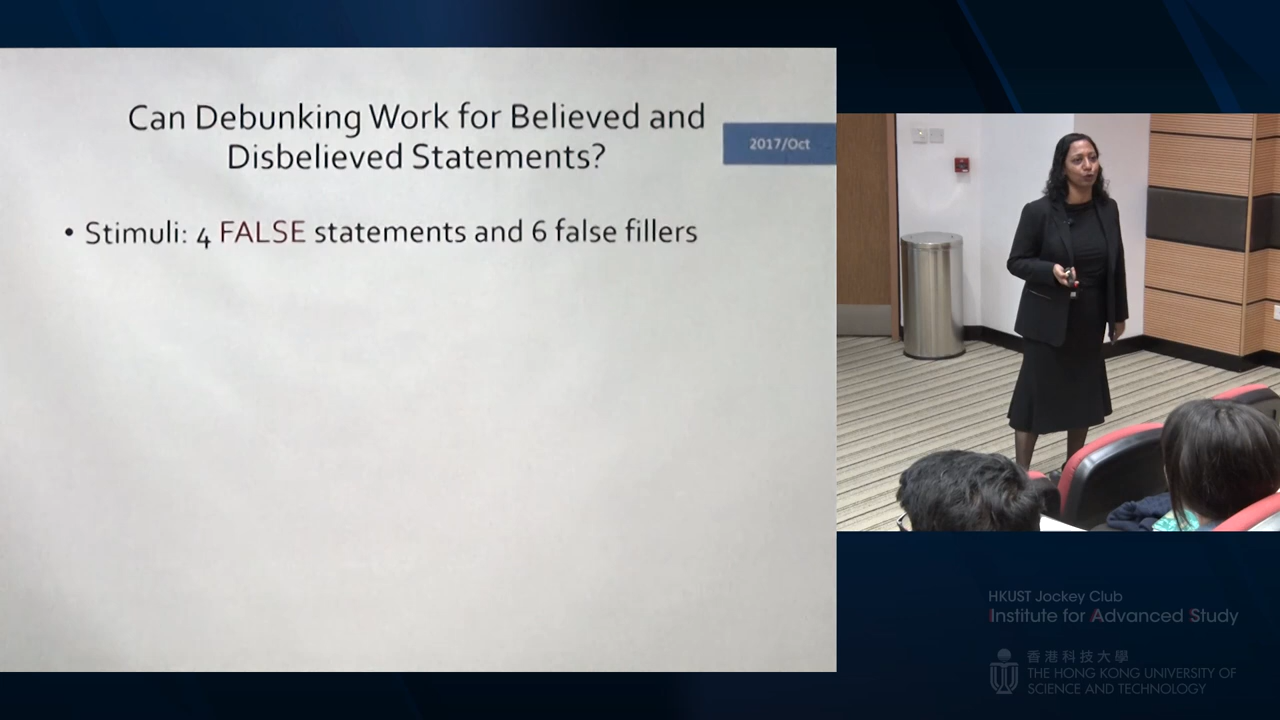 Can Debunking Work for Believed and
Disbelieved Statements?
2017/Oct
• Stimuli: 4 FALSE statements and 6 false fillers
HKUST Jockey Club
Institute for Advanced Study
香港科技大學
THE HONG KONG UNIVERSITY OF
SCIENCE AND TECHNOLOGY